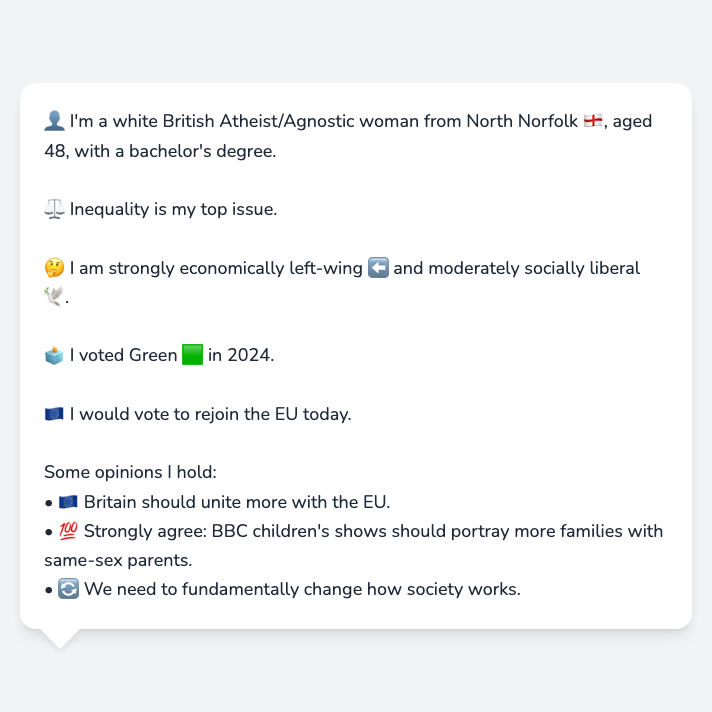 👤 I'm a white British Atheist/Agnostic woman from North Norfolk 🏴󠁧󠁢󠁥󠁮󠁧󠁿, aged
48, with a bachelor's degree.
⚖️ Inequality is my top issue.
🤔 I am strongly economically left-wing ⬅️ and moderately socially liberal
🕊️.
🗳️ I voted Green 🟩 in 2024.
🇪🇺 I would vote to rejoin the EU today.
Some opinions I hold:
• 🇪🇺 Britain should unite more with the EU.
• 💯 Strongly agree: BBC children's shows should portray more families with
same-sex parents.
• 🔄 We need to fundamentally change how society works.